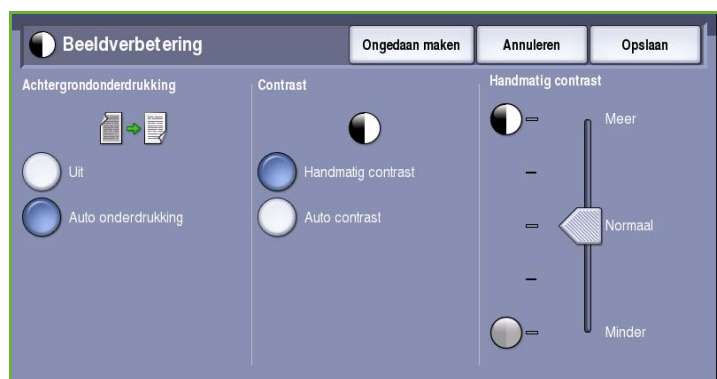 Beeldverbetering
Ongedaan maken
Annuleren
Opslaan
Achtergrondonderdrukking
Uit
Auto onderdrukking
Contrast
Handmatig contrast
Auto contrast
Handmatig contrast
Meer
Normaal
Minder